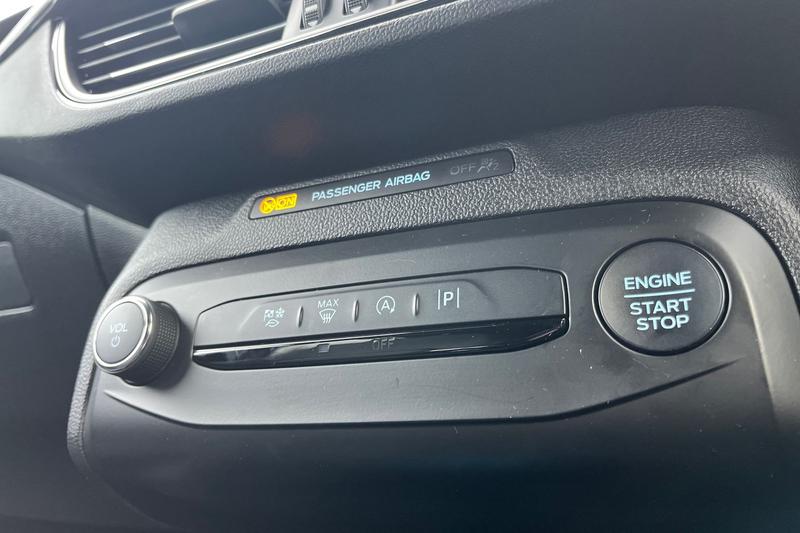 ON PASSENGER AIRBAG OFF
VOL
MAX
A
P
OFF
ENGINE
START
STOP